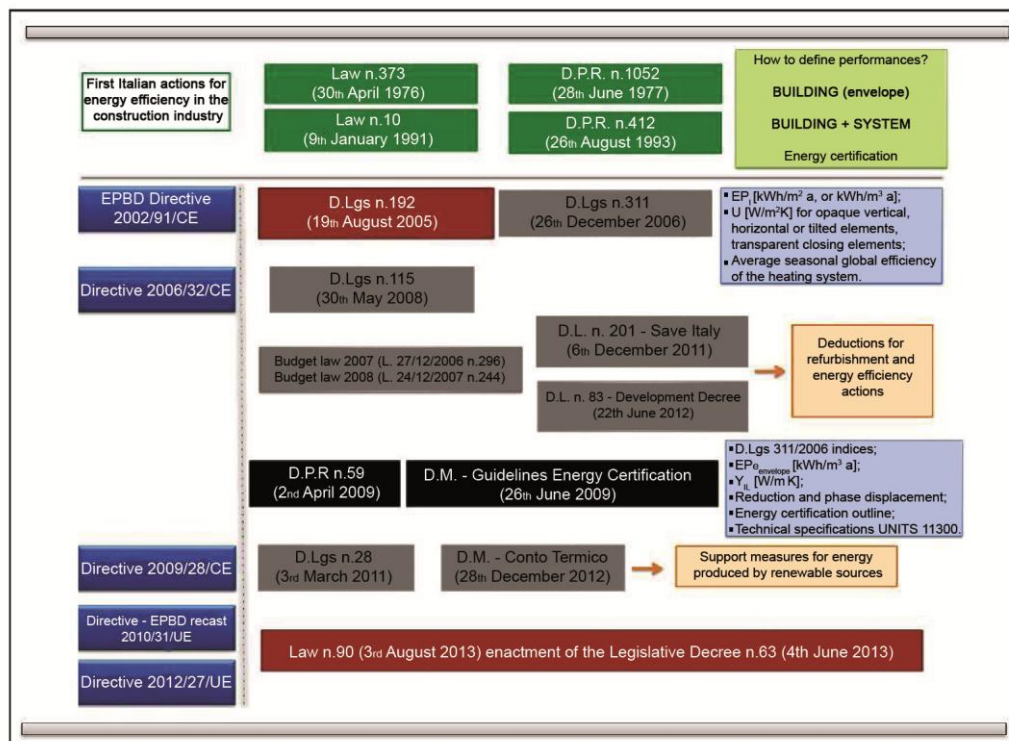 First Italian actions for
energy efficiency in the
construction industry
Law n.373
(30th April 1976)
D.P.R. n.1052
(28th June 1977)
Law n.10
(9th January 1991)
D.P.R. n.412
(26th August 1993)
How to define performances?
BUILDING (envelope)
BUILDING + SYSTEM
Energy certification
EPBD Directive
2002/91/CE
D.Lgs n.192
(19th August 2005)
D.Lgs n.311
(26th December 2006)
▪ EPi [kWh/m² a, or kWh/m³ a];
▪ U [W/m²K] for opaque vertical,
horizontal or tilted elements,
transparent closing elements;
▪ Average seasonal global efficiency
of the heating system.
Directive 2006/32/CE
D.Lgs n.115
(30th May 2008)
Budget law 2007 (L. 27/12/2006 n.296)
Budget law 2008 (L. 24/12/2007 n.244)
D.L. n. 201 - Save Italy
(6th December 2011)
D.L. n. 83 - Development Decree
(22th June 2012)
Deductions for
refurbishment and
energy efficiency
actions
D.P.R n.59
(2nd April 2009)
D.M. - Guidelines Energy Certification
(26th June 2009)
▪ D.Lgs 311/2006 indices;
▪ EPe envelope [kWh/m³ a];
▪ YIL [W/m K];
▪ Reduction and phase displacement;
▪ Energy certification outline;
▪ Technical specifications UNITS 11300.
Directive 2009/28/CE
D.Lgs n.28
(3rd March 2011)
D.M. - Conto Termico
(28th December 2012)
Support measures for energy
produced by renewable sources
Directive - EPBD recast
2010/31/UE
Law n.90 (3rd August 2013) enactment of the Legislative Decree n.63 (4th June 2013)
Directive 2012/27/UE